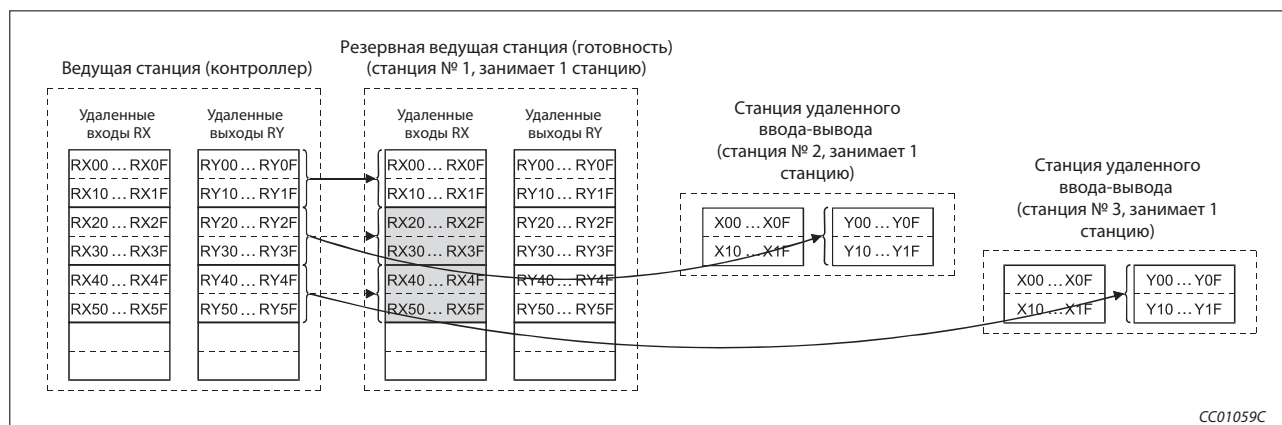 Резервная ведущая станция (готовность)
(станция № 1, занимает 1 станцию)
Ведущая станция (контроллер)
Удаленные
входы RX
Удаленные
выходы RY
Удаленные
входы RX
Удаленные
выходы RY
RX00 ... RX0F
RY00 ... RY0F
RX00 ... RX0F
RY00 ... RY0F
RX10 ... RX1F
RY10 ... RY1F
RX10 ... RX1F
RY10 ... RY1F
RX20 ... RX2F
RY20 ... RY2F
RX20 ... RX2F
RY20 ... RY2F
RX30 ... RX3F
RY30 ... RY3F
RX30 ... RX3F
RY30 ... RY3F
RX40 ... RX4F
RY40 ... RY4F
RX40 ... RX4F
RY40 ... RY4F
RX50 ... RX5F
RY50 ... RY5F
RX50 ... RX5F
RY50 ... RY5F
Станция удаленного
ввода-вывода
(станция № 2, занимает 1
станцию)
X00 ... X0F
Y00 ... Y0F
X10 ... X1F
Y10 ... Y1F
Станция удаленного
ввода-вывода
(станция № 3, занимает 1
станцию)
X00 ... X0F
Y00 ... Y0F
X10 ... X1F
Y10 ... Y1F
CC01059C